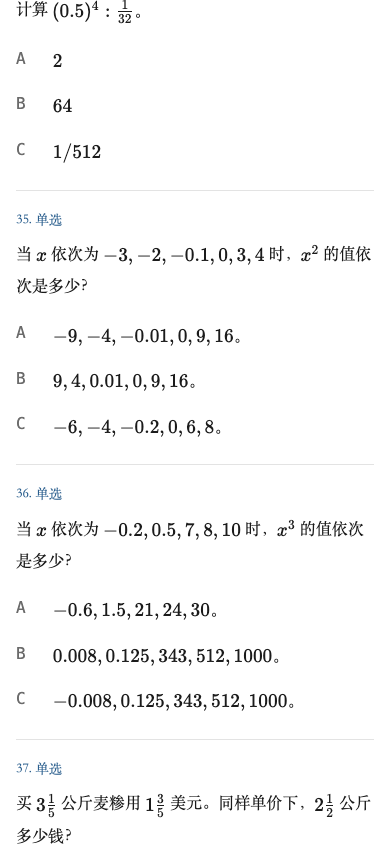 计算 (0.5)⁴ : 1/32。
A 2
B 64
C 1/512
35. 单选
当 x 依次为 −3, −2, −0.1, 0, 3, 4 时，x² 的值依
次是多少？
A −9, −4, −0.01, 0, 9, 16。
B 9, 4, 0.01, 0, 9, 16。
C −6, −4, −0.2, 0, 6, 8。
36. 单选
当 x 依次为 −0.2, 0.5, 7, 8, 10 时，x³ 的值依次
是多少？
A −0.6, 1.5, 21, 24, 30。
B 0.008, 0.125, 343, 512, 1000。
C −0.008, 0.125, 343, 512, 1000。
37. 单选
买 3 1/5 公斤麦糁用 1 3/5 美元。同样单价下，2 1/2 公斤
多少钱？